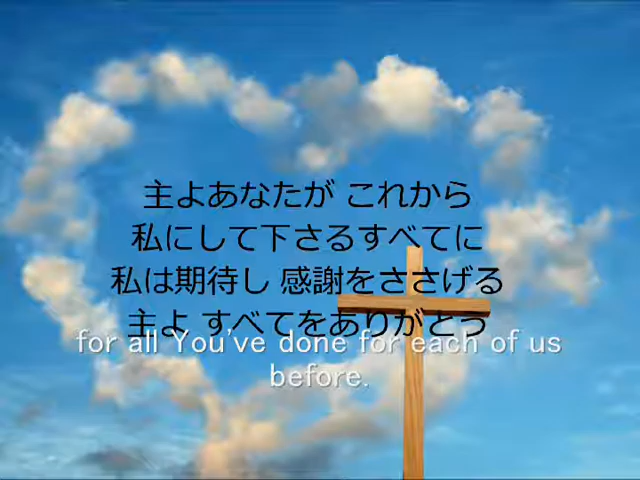 主よあなたが これから
私にして下さるすべてに
私は期待し 感謝をささげる
主よ すべてをありがとう
for all You've done for each of us
before.